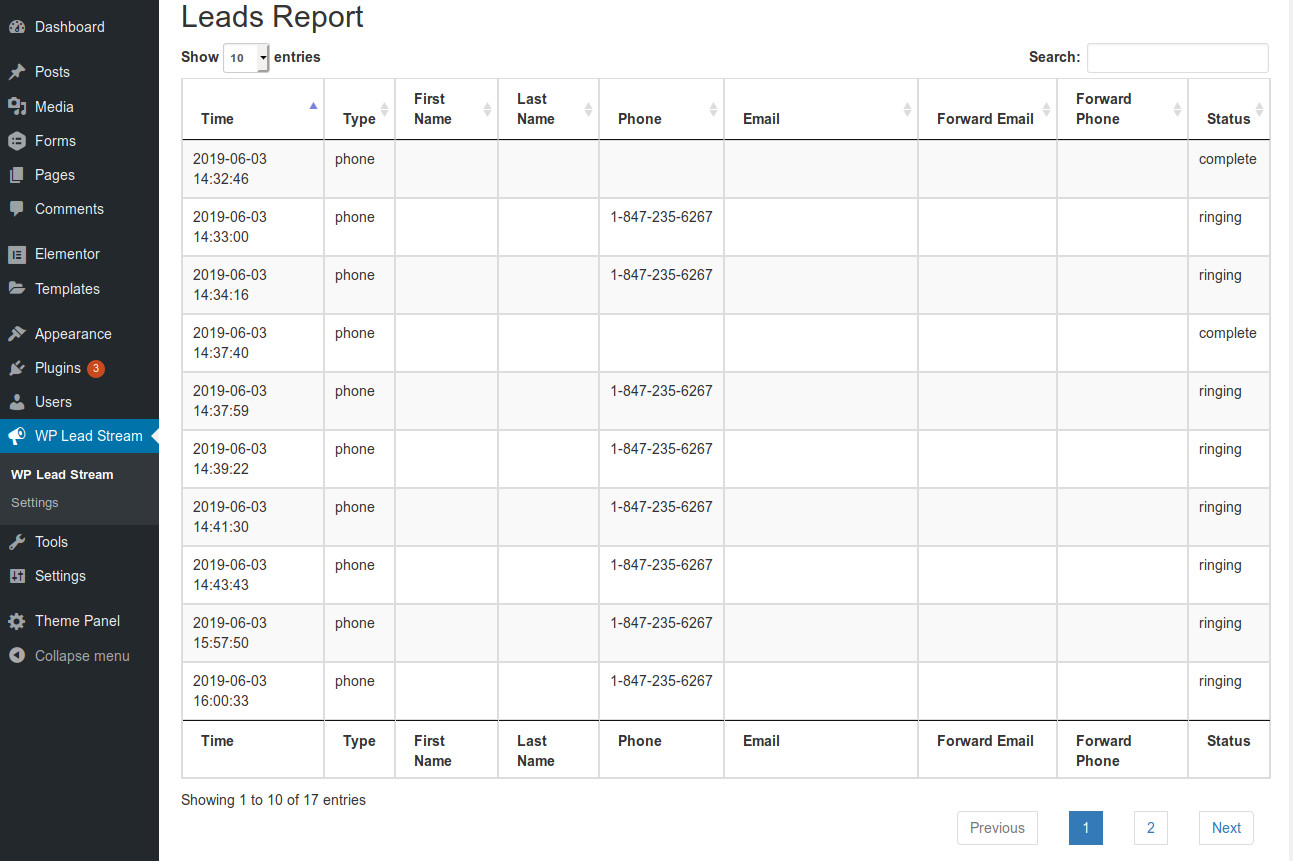 Dashboard
Posts
Media
Forms
Pages
Comments
Elementor
Templates
Appearance
Plugins 3
Users
WP Lead Stream
WP Lead Stream
Settings
Tools
Settings
Theme Panel
Collapse menu
Leads Report
Show 10 entries
Search:
Time Type First Name Last Name Phone Email Forward Email Forward Phone Status
2019-06-03 phone complete
14:32:46
2019-06-03 phone 1-847-235-6267 ringing
14:33:00
2019-06-03 phone 1-847-235-6267 ringing
14:34:16
2019-06-03 phone complete
14:37:40
2019-06-03 phone 1-847-235-6267 ringing
14:37:59
2019-06-03 phone 1-847-235-6267 ringing
14:39:22
2019-06-03 phone 1-847-235-6267 ringing
14:41:30
2019-06-03 phone 1-847-235-6267 ringing
14:43:43
2019-06-03 phone 1-847-235-6267 ringing
15:57:50
2019-06-03 phone 1-847-235-6267 ringing
16:00:33
Time Type First Name Last Name Phone Email Forward Email Forward Phone Status
Showing 1 to 10 of 17 entries
Previous 1 2 Next